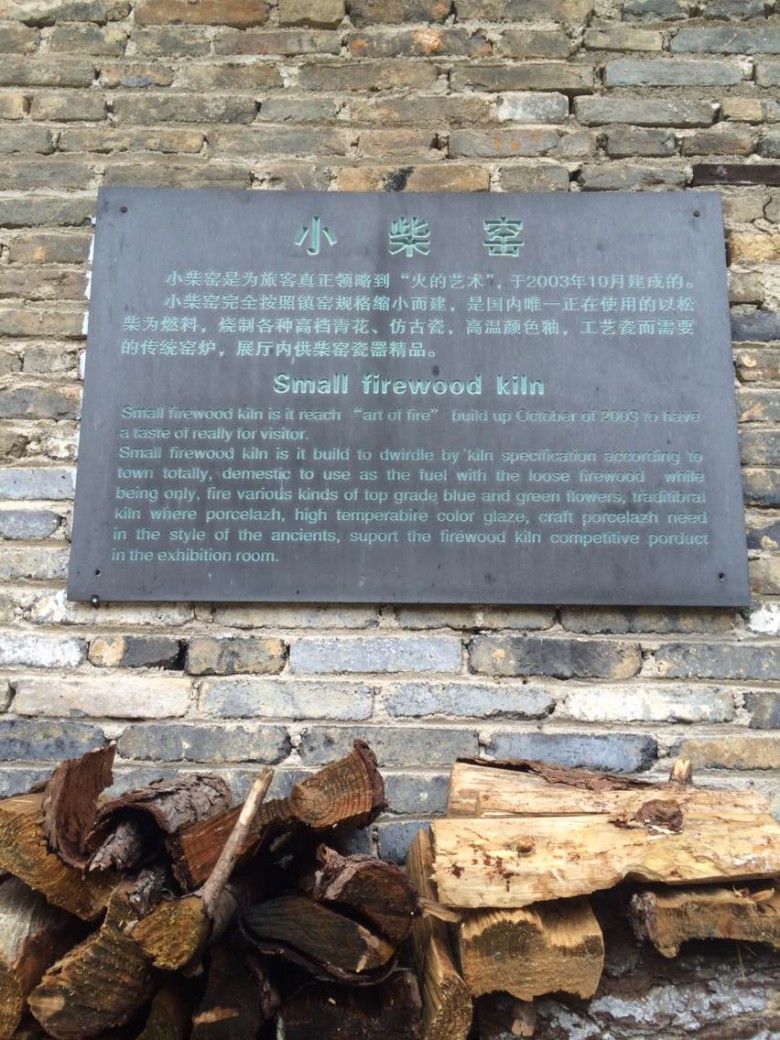 小柴窑
小柴窑是为旅客真正领略到“火的艺术”,于2003年10月建成的。
小柴窑完全按照镇窑规格缩小而建，是国内唯一正在使用的以松
柴为燃料，烧制各种高档青花、仿古瓷，高温颜色釉，工艺瓷而需要
的传统窑炉，展厅内供柴窑瓷器精品。
Small firewood kiln
Small firewood kiln is it reach “art of fire” build up October of 2003 to have
a taste of really for visitor.
Small firewood kiln is it build to dwirdle by kiln specification according to
town totally, demestic to use as the fuel with the loose firewood while
being only, fire various kinds of top grade blue and green flowers, traditibral
kiln where porcelazh, high temperabire color glaze, craft porcelazh need
in the style of the ancients, suport the firewood kiln competitive porduct
in the exhibition room.